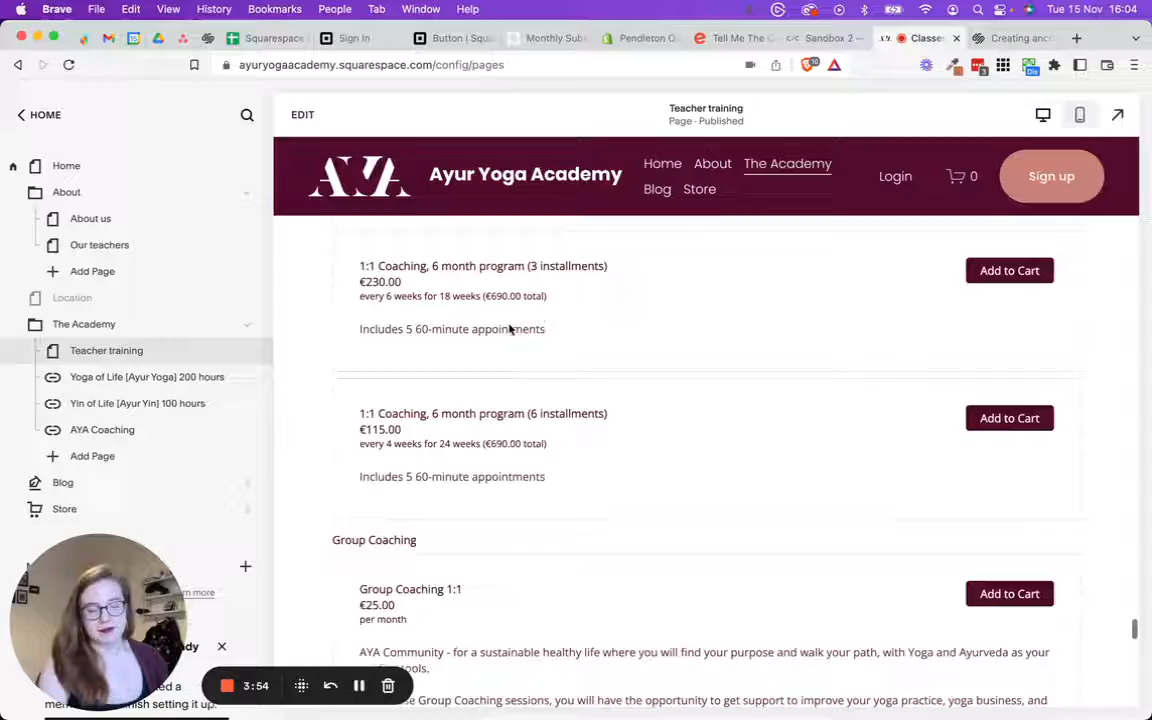 Brave File Edit View History Bookmarks People Tab Window Help Tue 15 Nov 16:04
Squarespace Sign In Button | Squ Monthly Sub Pendleton O Tell Me The Sandbox 2 — Classe Creating anc
ayuryogaacademy.squarespace.com/config/pages
HOME
EDIT
Teacher training
Page · Published
Home
About
About us
Our teachers
Add Page
Location
The Academy
Teacher training
Yoga of Life [Ayur Yoga] 200 hours
Yin of Life [Ayur Yin] 100 hours
AYA Coaching
Add Page
Blog
Store
AYA
Ayur Yoga Academy
Home About The Academy
Blog Store
Login
0
Sign up
1:1 Coaching, 6 month program (3 installments)
€230.00
every 6 weeks for 18 weeks (€690.00 total)
Includes 5 60-minute appointments
Add to Cart
1:1 Coaching, 6 month program (6 installments)
€115.00
every 4 weeks for 24 weeks (€690.00 total)
Includes 5 60-minute appointments
Add to Cart
Group Coaching
Group Coaching 1:1
€25.00
per month
Add to Cart
AYA Community - for a sustainable healthy life where you will find your purpose and walk your path, with Yoga and Ayurveda as your
tools.
Group Coaching sessions, you will have the opportunity to get support to improve your yoga practice, yoga business, and
3:54